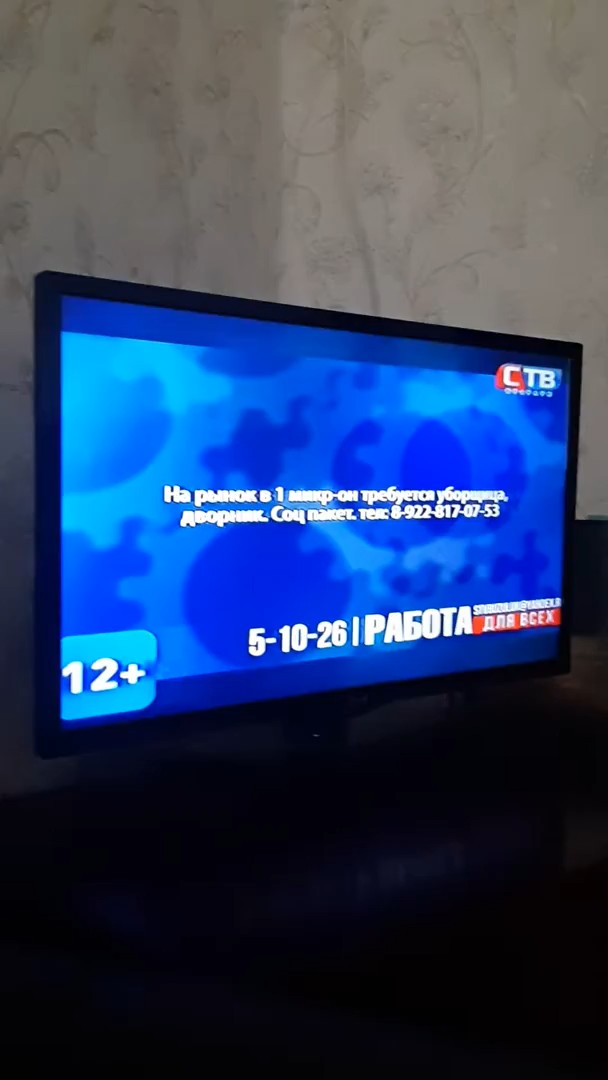 СТВ
На рынок в 1 микр-он требуется уборщица,
дворник. Соц пакет. тел: 8-922-817-07-53
5-10-26 | РАБОТА
ДЛЯ ВСЕХ
12+